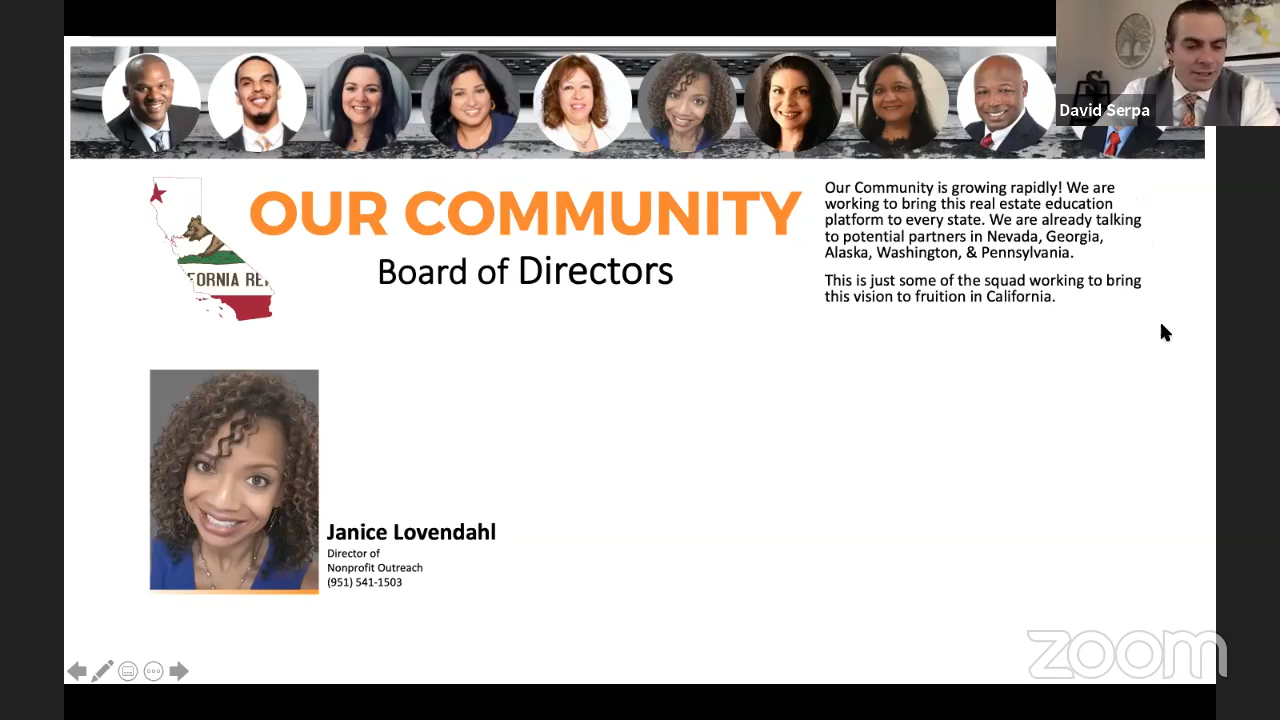 David Serpa
OUR COMMUNITY
Board of Directors
Our Community is growing rapidly! We are
working to bring this real estate education
platform to every state. We are already talking
to potential partners in Nevada, Georgia,
Alaska, Washington, & Pennsylvania.
This is just some of the squad working to bring
this vision to fruition in California.
FORNIA RE
Janice Lovendahl
Director of
Nonprofit Outreach
(951) 541-1503
zoom